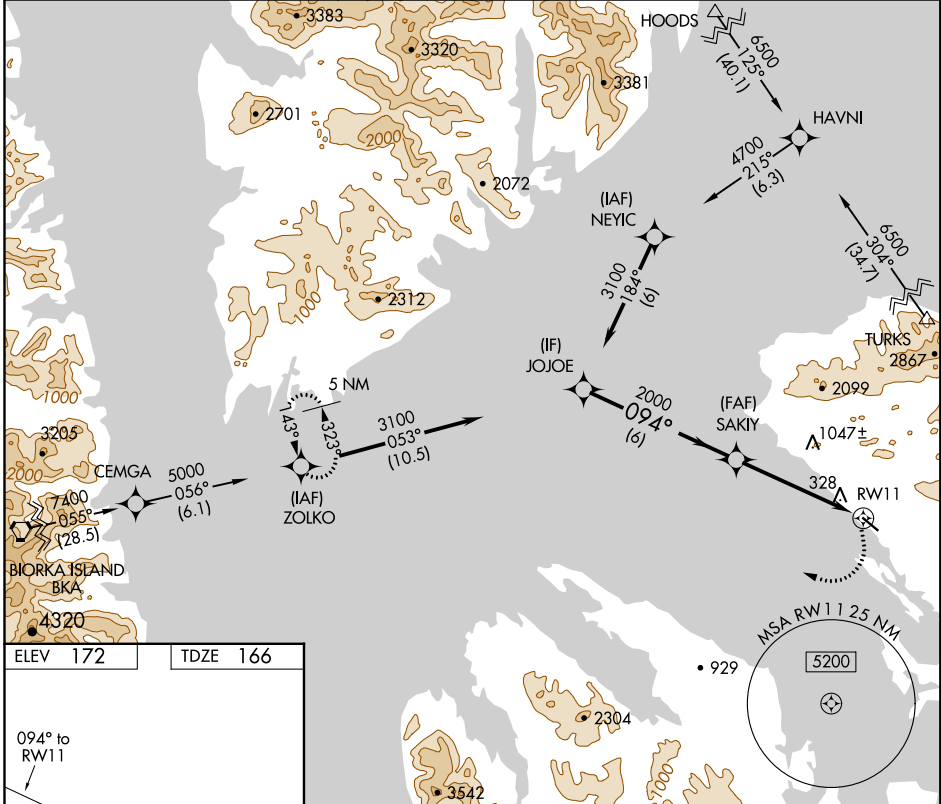 3383
HOODS
6500
125°
(40.1)
3320
3381
2701
HAVNI
2000
4700
215°
(6.3)
2072
(IAF)
NEYIC
6500
304°
(34.7)
3100
184°
(6)
2312
1000
(IF)
JOJOE
TURKS
2867
1000
5 NM
2000
094°
(6)
2099
(FAF)
SAKIY
43°
323°
3100
053°
(10.5)
1047±
3205
2000
CEMGA
5000
056°
(6.1)
328
RW11
(IAF)
ZOLKO
7400
055°
(28.5)
BIORKA ISLAND
BKA
4320
MSA RW11 25 NM
5200
ELEV 172
TDZE 166
929
2304
094° to
RW11
1000
3542